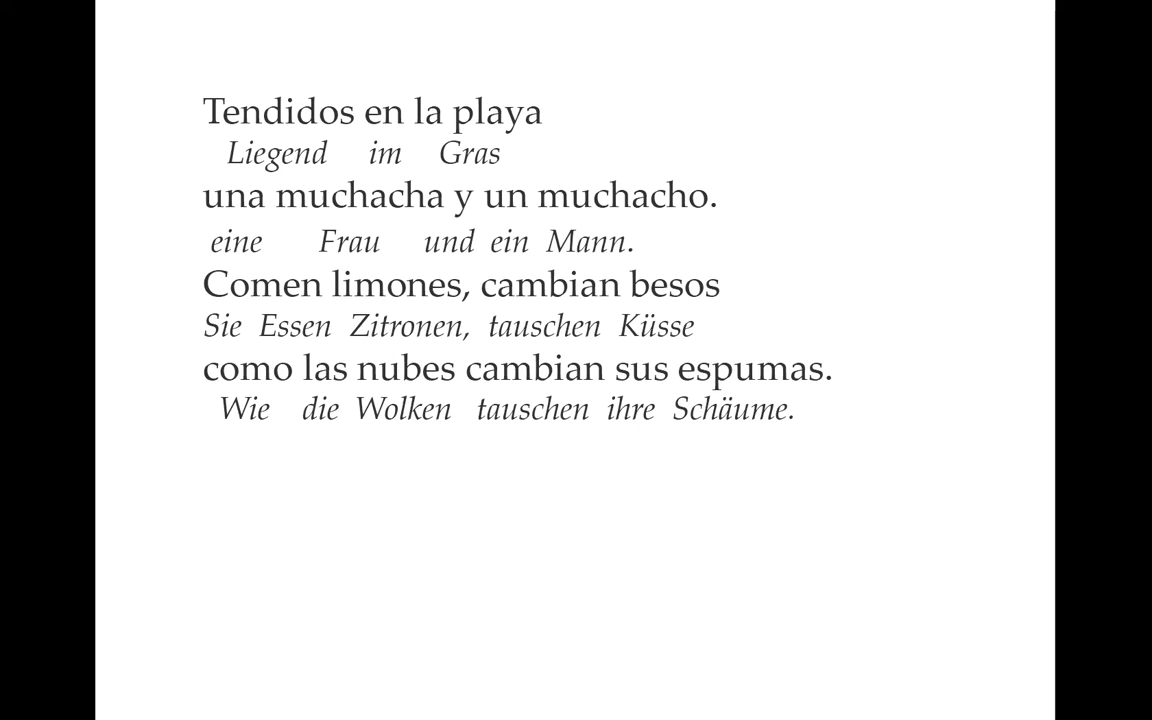 Tendidos en la playa
Liegend im Gras
una muchacha y un muchacho.
eine Frau und ein Mann.
Comen limones, cambian besos
Sie Essen Zitronen, tauschen Küsse
como las nubes cambian sus espumas.
Wie die Wolken tauschen ihre Schäume.